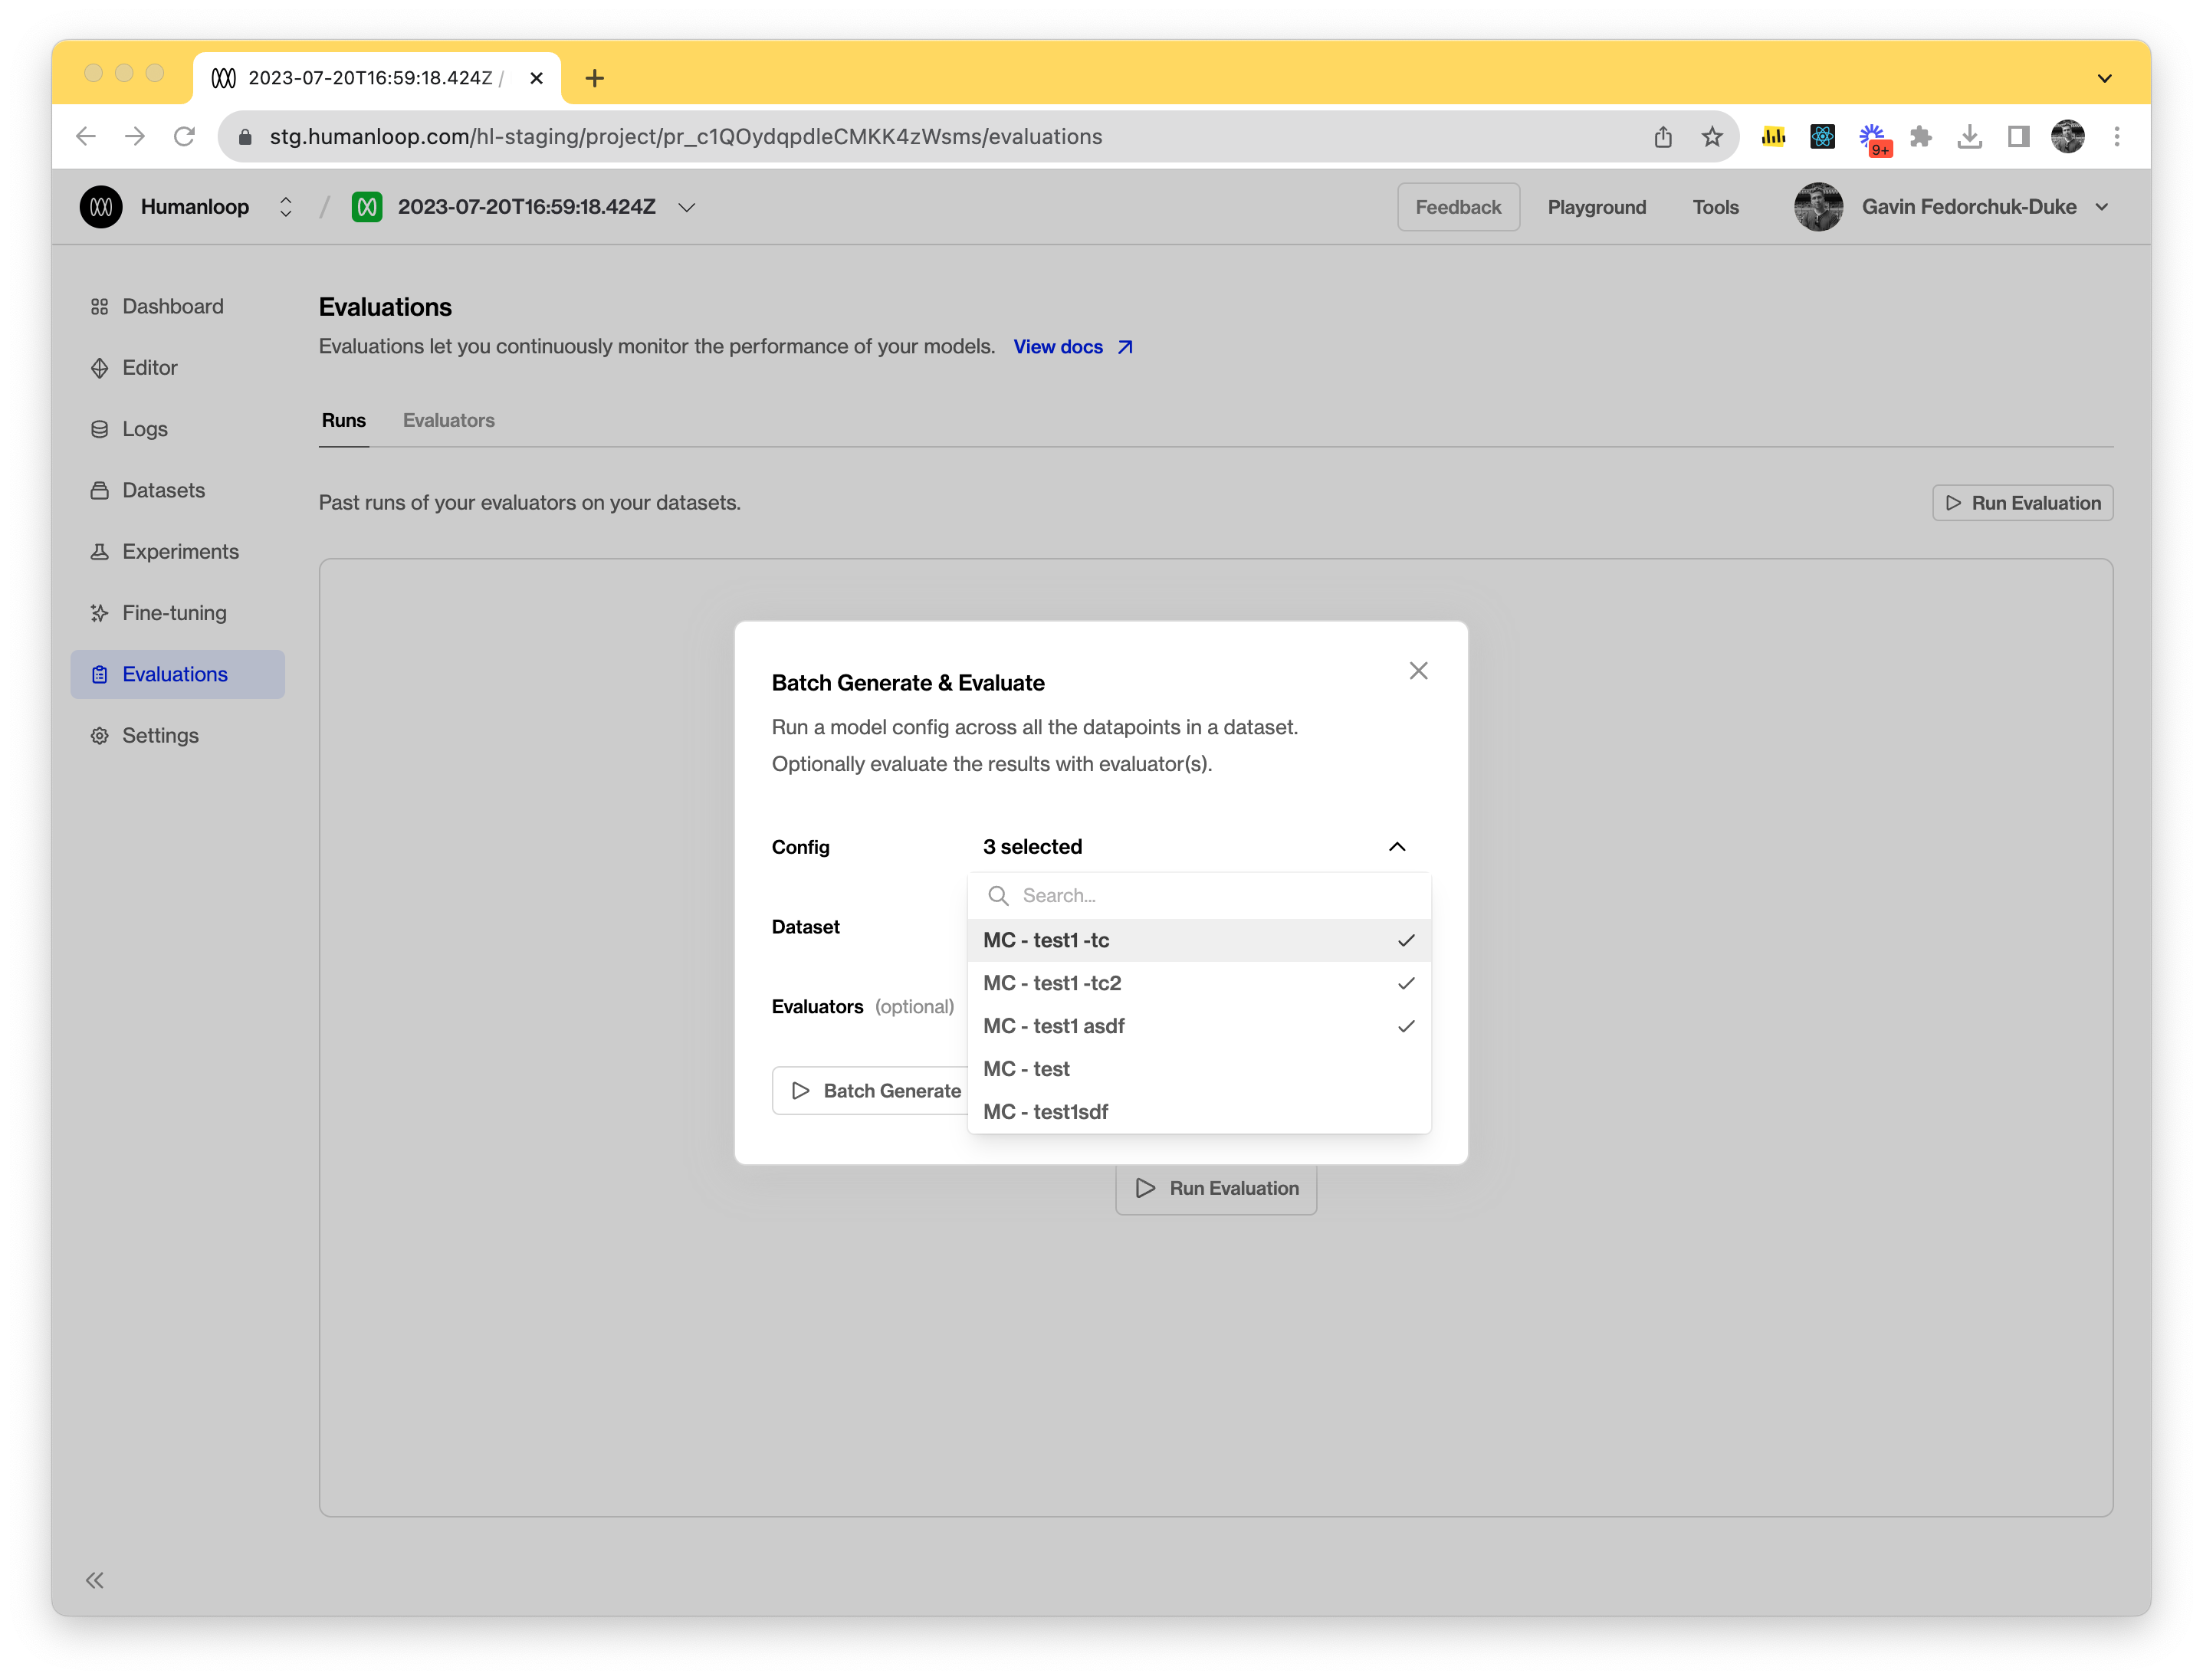 2023-07-20T16:59:18.424Z /
stg.humanloop.com/hl-staging/project/pr_c1QOydqpdleCMKK4zWsms/evaluations
9+
Humanloop / 2023-07-20T16:59:18.424Z
Feedback
Playground
Tools
Gavin Fedorchuk-Duke
Dashboard
Editor
Logs
Datasets
Experiments
Fine-tuning
Evaluations
Settings
Evaluations
Evaluations let you continuously monitor the performance of your models. View docs
Runs
Evaluators
Past runs of your evaluators on your datasets.
Run Evaluation
Batch Generate & Evaluate
Run a model config across all the datapoints in a dataset.
Optionally evaluate the results with evaluator(s).
Config
3 selected
Search...
Dataset
MC - test1 -tc
MC - test1 -tc2
Evaluators (optional)
MC - test1 asdf
MC - test
Batch Generate
MC - test1sdf
Run Evaluation